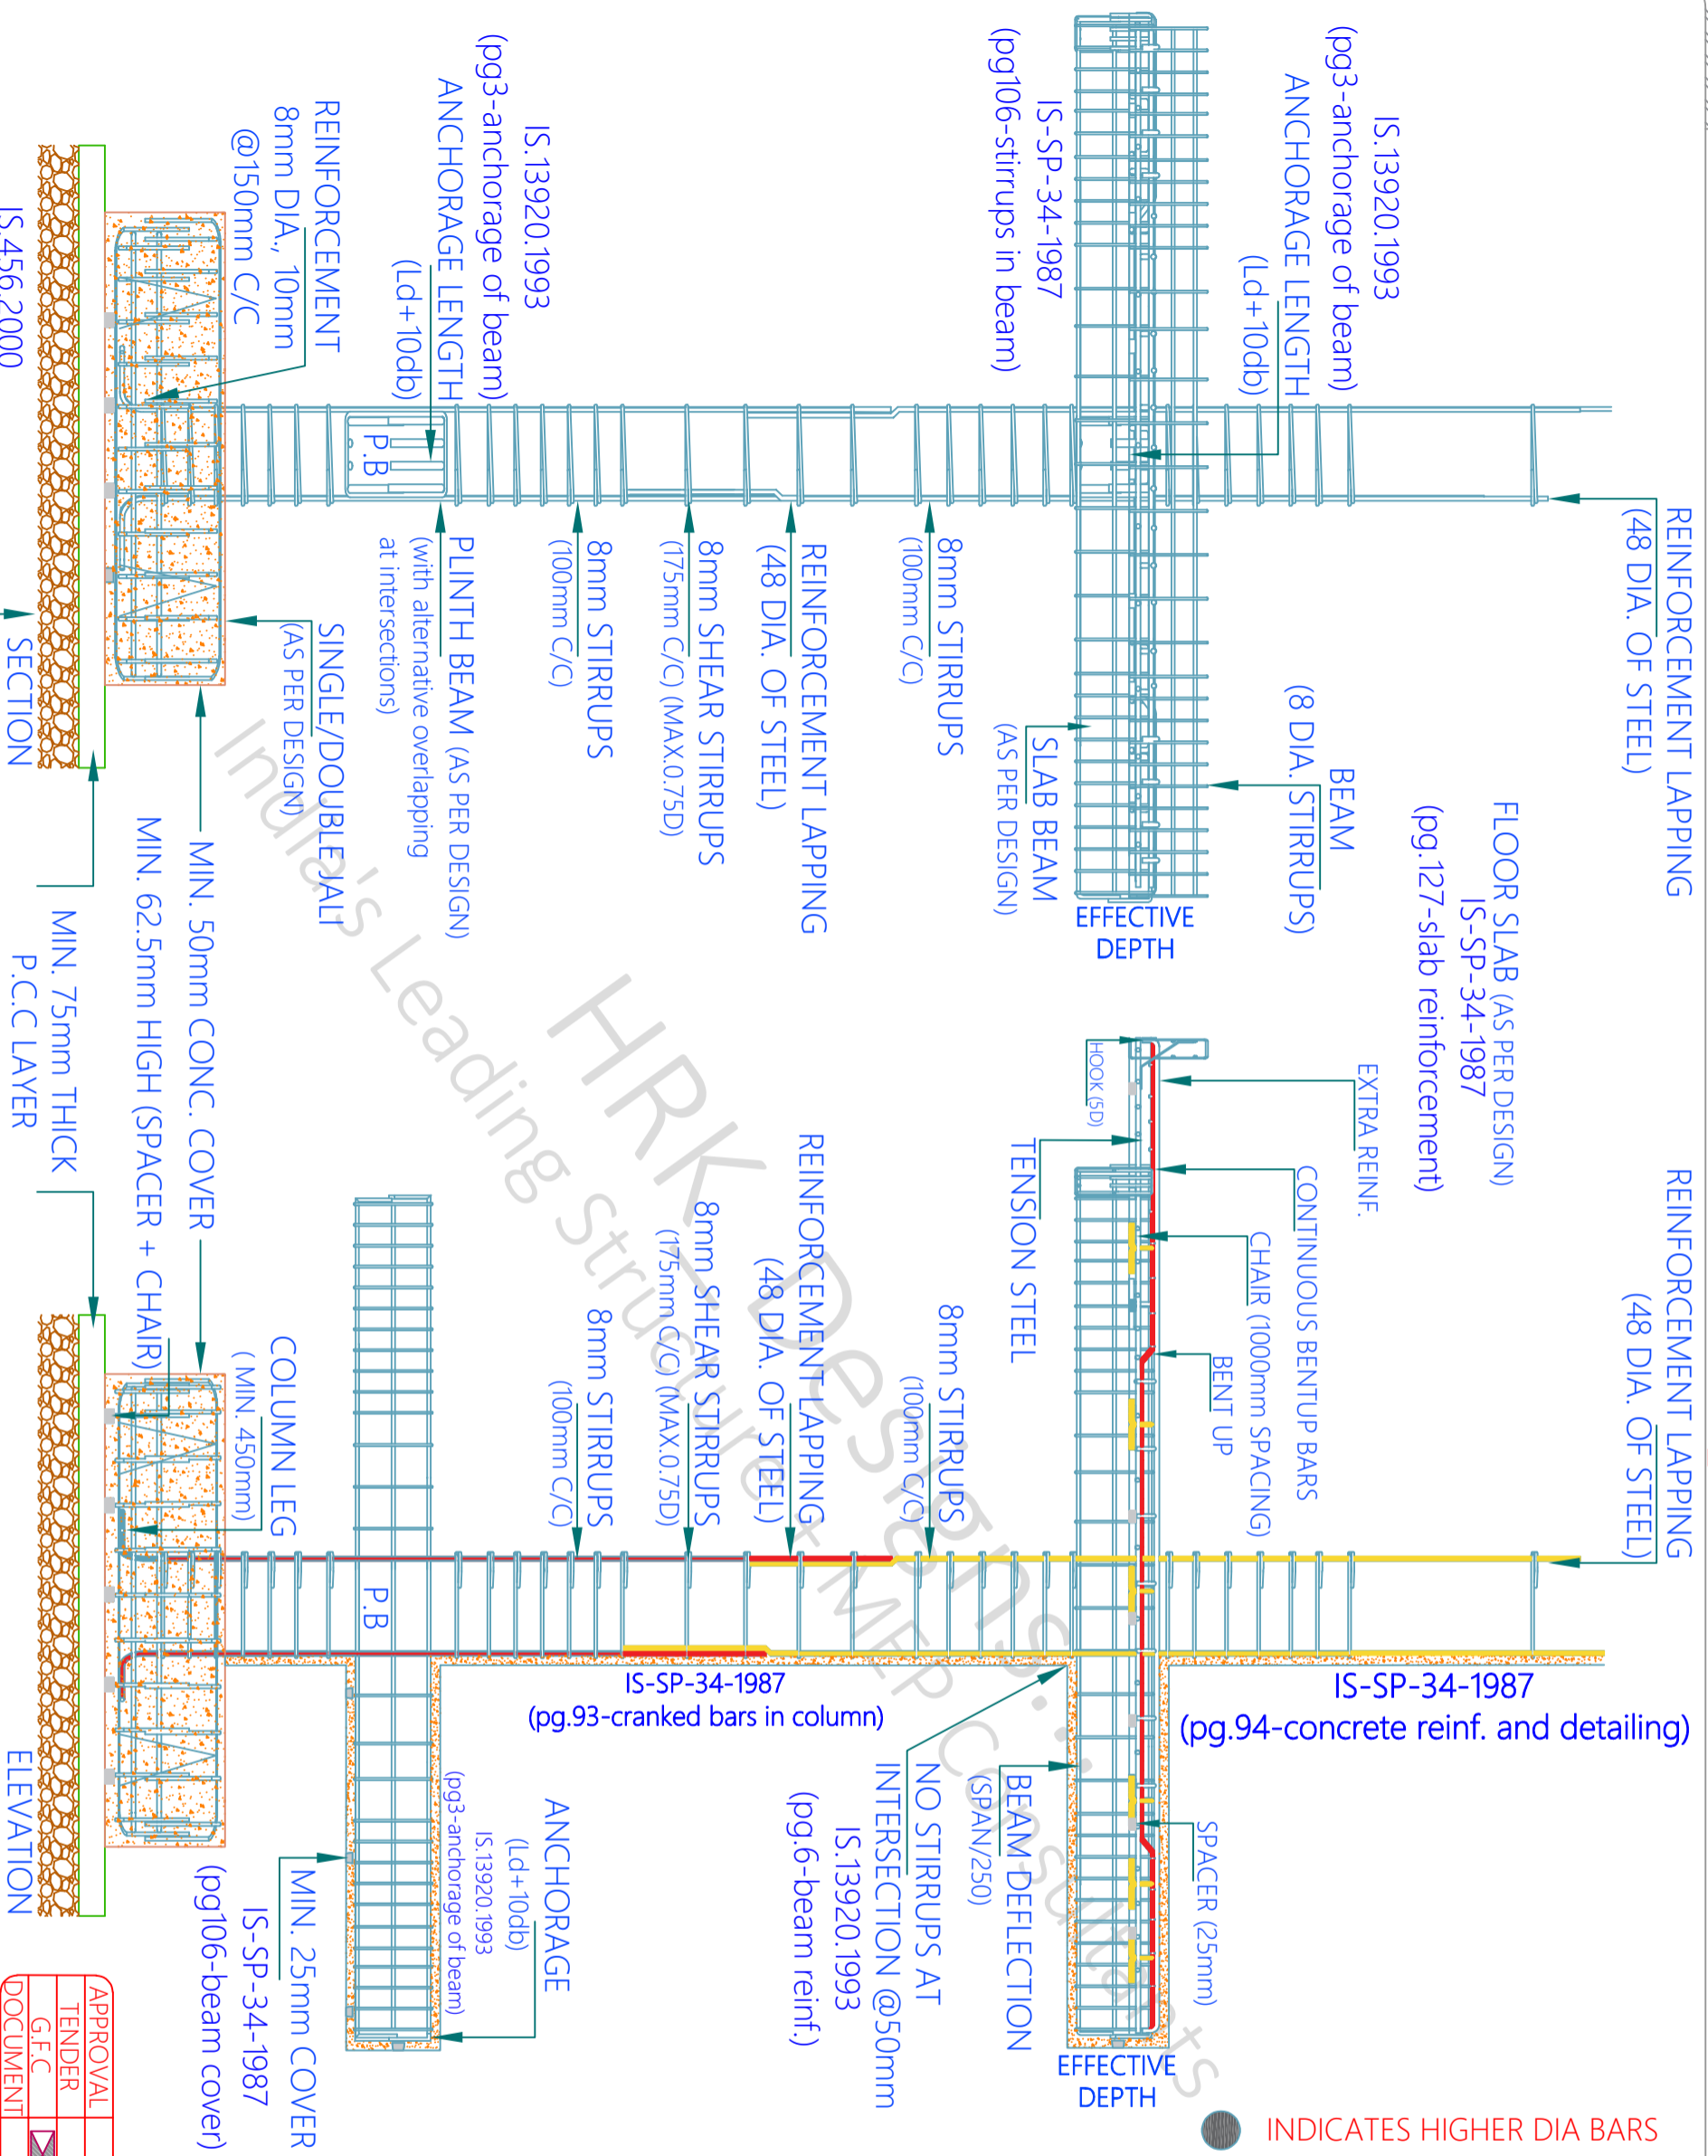 REINFORCEMENT LAPPING
(48 DIA. OF STEEL)
IS.13920.1993
(pg3-anchorage of beam)
ANCHORAGE LENGTH
(Ld+10db)
IS-SP-34-1987
(pg106-stirrups in beam)
BEAM
(8 DIA. STIRRUPS)
SLAB BEAM
(AS PER DESIGN)
EFFECTIVE
DEPTH
8mm STIRRUPS
(100mm C/C)
REINFORCEMENT LAPPING
(48 DIA. OF STEEL)
8mm SHEAR STIRRUPS
(175mm C/C) (MAX.0.75D)
8mm STIRRUPS
(100mm C/C)
IS.13920.1993
(pg3-anchorage of beam)
ANCHORAGE LENGTH
(Ld+10db)
P.B
PLINTH BEAM (AS PER DESIGN)
(with alternative overlapping
at intersections)
REINFORCEMENT
8mm DIA., 10mm
@150mm C/C
SINGLE/DOUBLE JALI
(AS PER DESIGN)
IS.456.2000
SECTION
MIN. 50mm CONC. COVER
MIN. 62.5mm HIGH (SPACER + CHAIR)
MIN. 75mm THICK
P.C.C LAYER
REINFORCEMENT LAPPING
(48 DIA. OF STEEL)
FLOOR SLAB (AS PER DESIGN)
IS-SP-34-1987
(pg.127-slab reinforcement)
EXTRA REINF.
CONTINUOUS BENTUP BARS
CHAIR (1000mm SPACING)
BENT UP
HOOK (5D)
TENSION STEEL
IS-SP-34-1987
(pg.94-concrete reinf. and detailing)
SPACER (25mm)
8mm STIRRUPS
(100mm C/C)
REINFORCEMENT LAPPING
(48 DIA. OF STEEL)
8mm SHEAR STIRRUPS
(175mm C/C) (MAX.0.75D)
8mm STIRRUPS
(100mm C/C)
IS-SP-34-1987
(pg.93-cranked bars in column)
BEAM DEFLECTION
(SPAN/250)
NO STIRRUPS AT
INTERSECTION @50mm
IS.13920.1993
(pg.6-beam reinf.)
EFFECTIVE
DEPTH
P.B
ANCHORAGE
(Ld+10db)
IS.13920.1993
(pg3-anchorage of beam)
COLUMN LEG
( MIN. 450mm)
MIN. 25mm COVER
IS-SP-34-1987
(pg106-beam cover)
ELEVATION
INDICATES HIGHER DIA BARS
APPROVAL
TENDER
G.F.C
DOCUMENT
HRK Designs...
India's Leading Structure + MEP Consultants